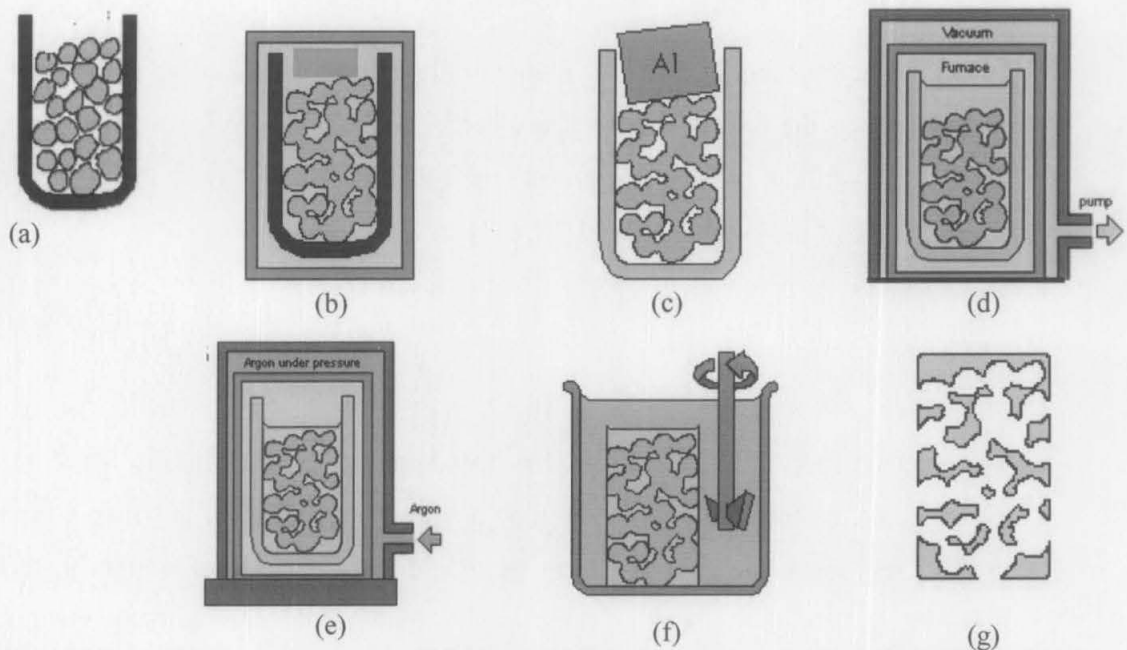 (a)
(b)
Al
(c)
Vacuum
Furnace
pump
(d)
Argon under pressure
Argon
(e)
(f)
(g)